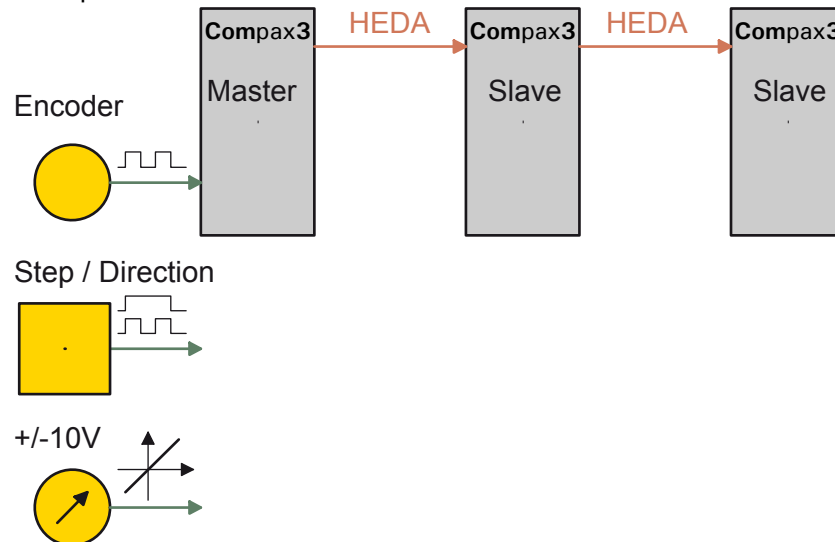 HEDA HEDA
Compax3 Compax3 Compax3
Master Slave Slave
Encoder
Step / Direction
+/-10V